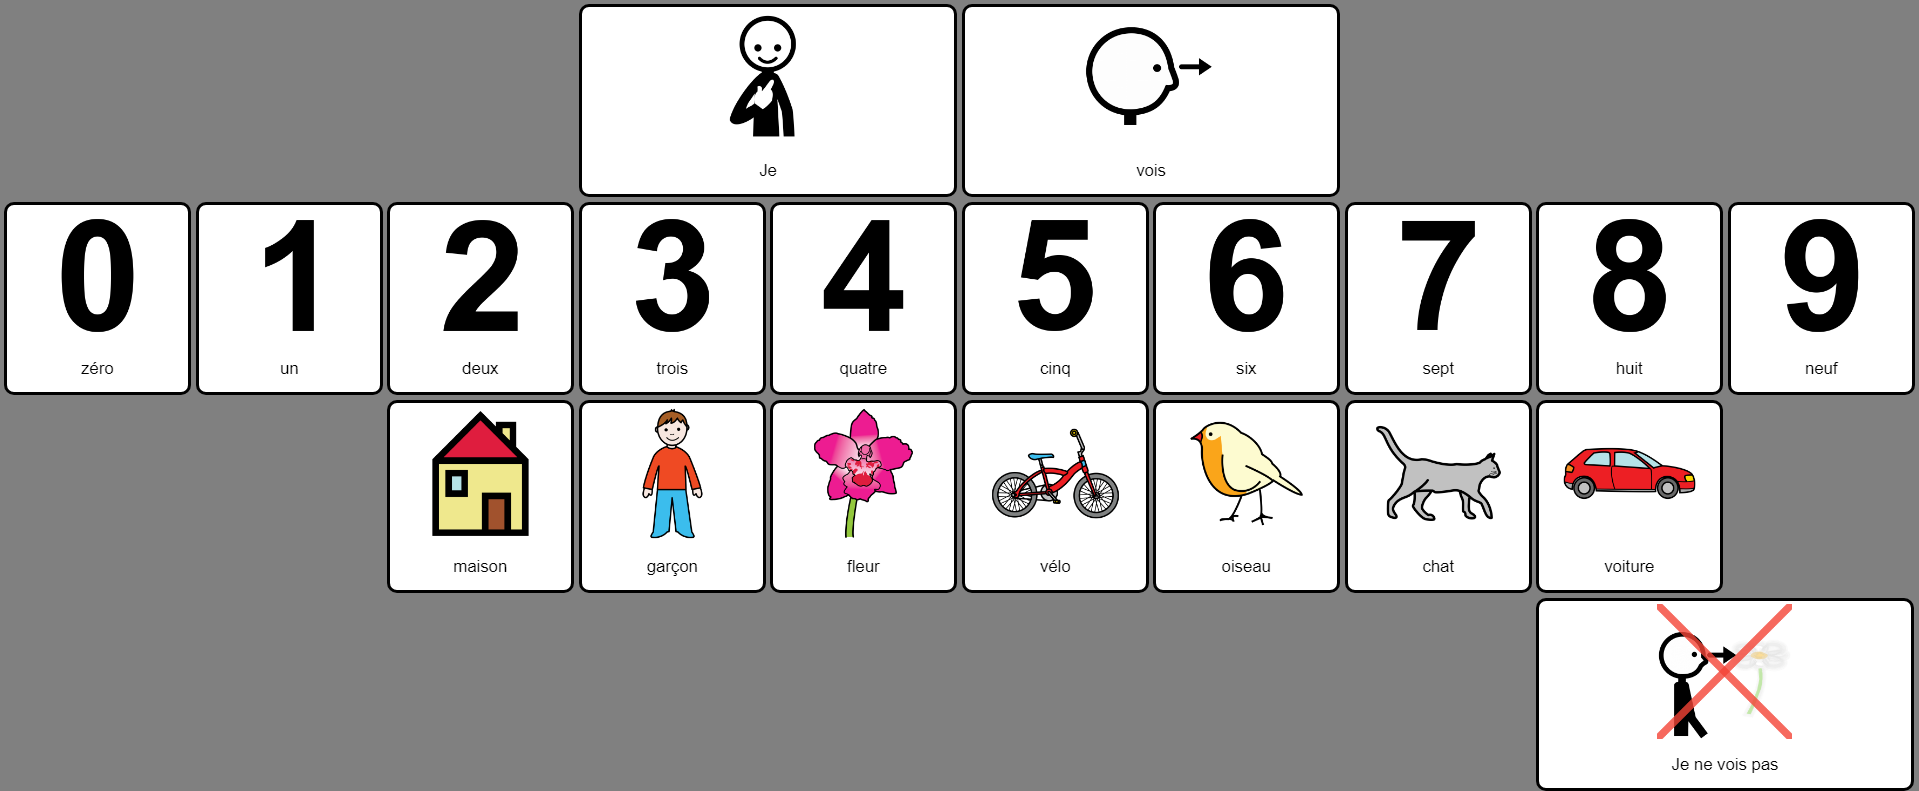 Je vois
0 1 2 3 4 5 6 7 8 9
zéro un deux trois quatre cinq six sept huit neuf
maison garçon fleur vélo oiseau chat voiture
Je ne vois pas